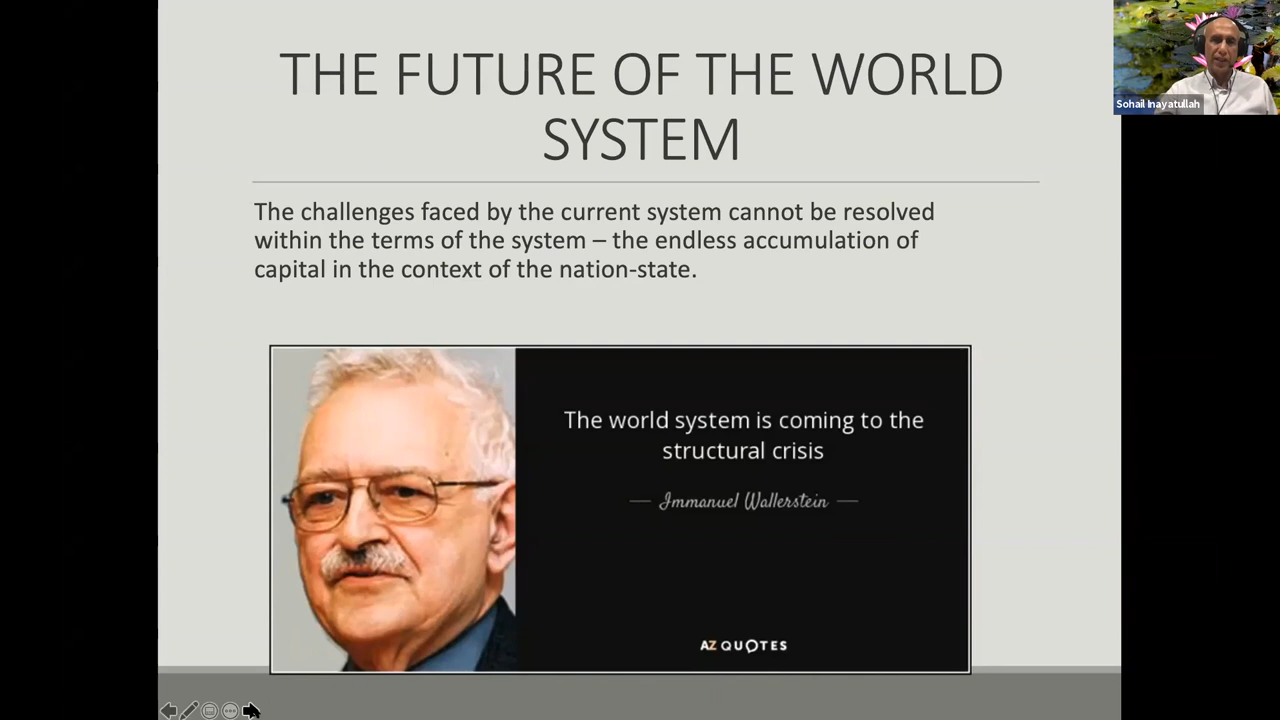 THE FUTURE OF THE WORLD
SYSTEM
The challenges faced by the current system cannot be resolved
within the terms of the system – the endless accumulation of
capital in the context of the nation-state.
The world system is coming to the
structural crisis
Immanuel Wallerstein
AZ QUOTES
Sohail Inayatullah